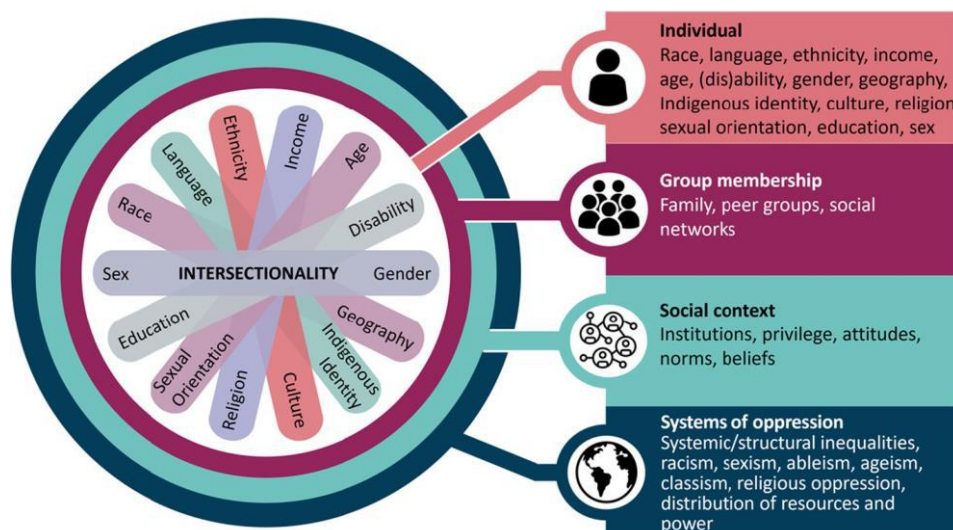 Ethnicity
Income
Language
Age
Race
Disability
Sex
INTERSECTIONALITY
Gender
Education
Geography
Sexual
Orientation
Religion
Culture
Indigenous
Identity
Individual
Race, language, ethnicity, income,
age, (dis)ability, gender, geography,
Indigenous identity, culture, religion
sexual orientation, education, sex
Group membership
Family, peer groups, social
networks
Social context
Institutions, privilege, attitudes,
norms, beliefs
Systems of oppression
Systemic/structural inequalities,
racism, sexism, ableism, ageism,
classism, religious oppression,
distribution of resources and
power